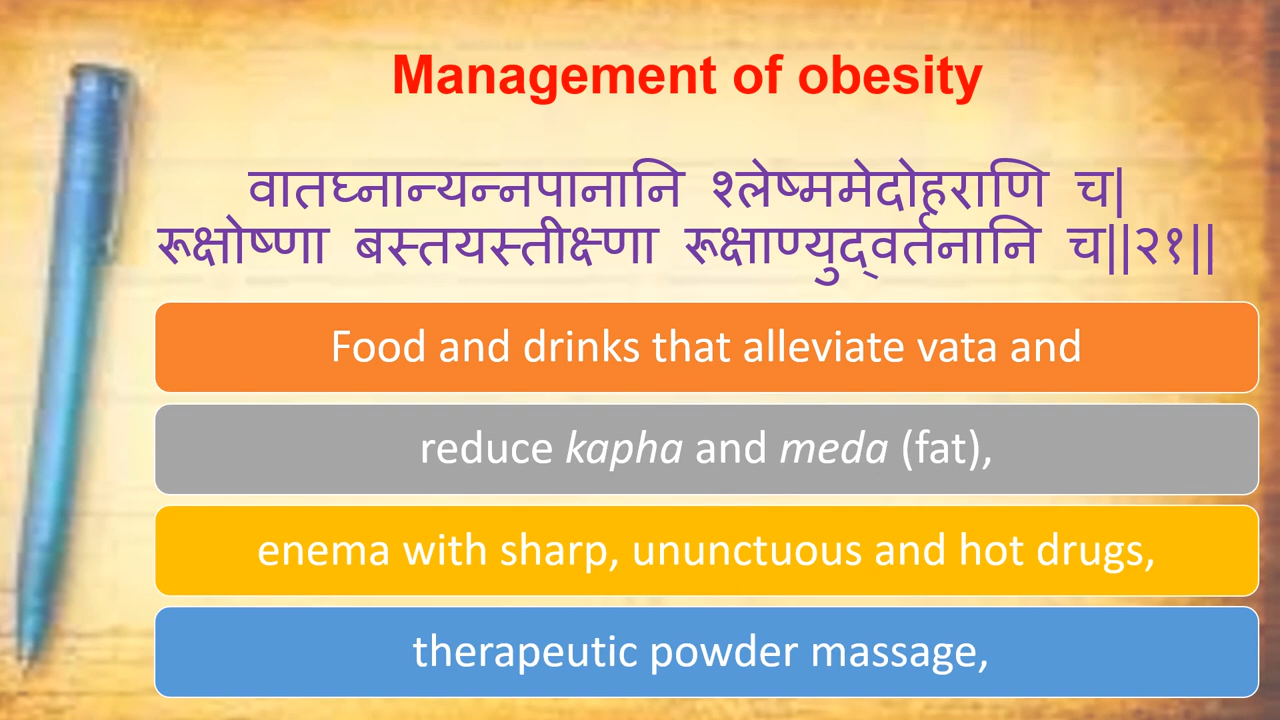 Management of obesity
वातघ्नान्यन्नपानानि श्लेष्ममेदोहराणि च|
रूक्षोष्णा बस्तयस्तीक्ष्णा रूक्षाण्युद्वर्तनानि च||२१||
Food and drinks that alleviate vata and
reduce kapha and meda (fat),
enema with sharp, ununctuous and hot drugs,
therapeutic powder massage,